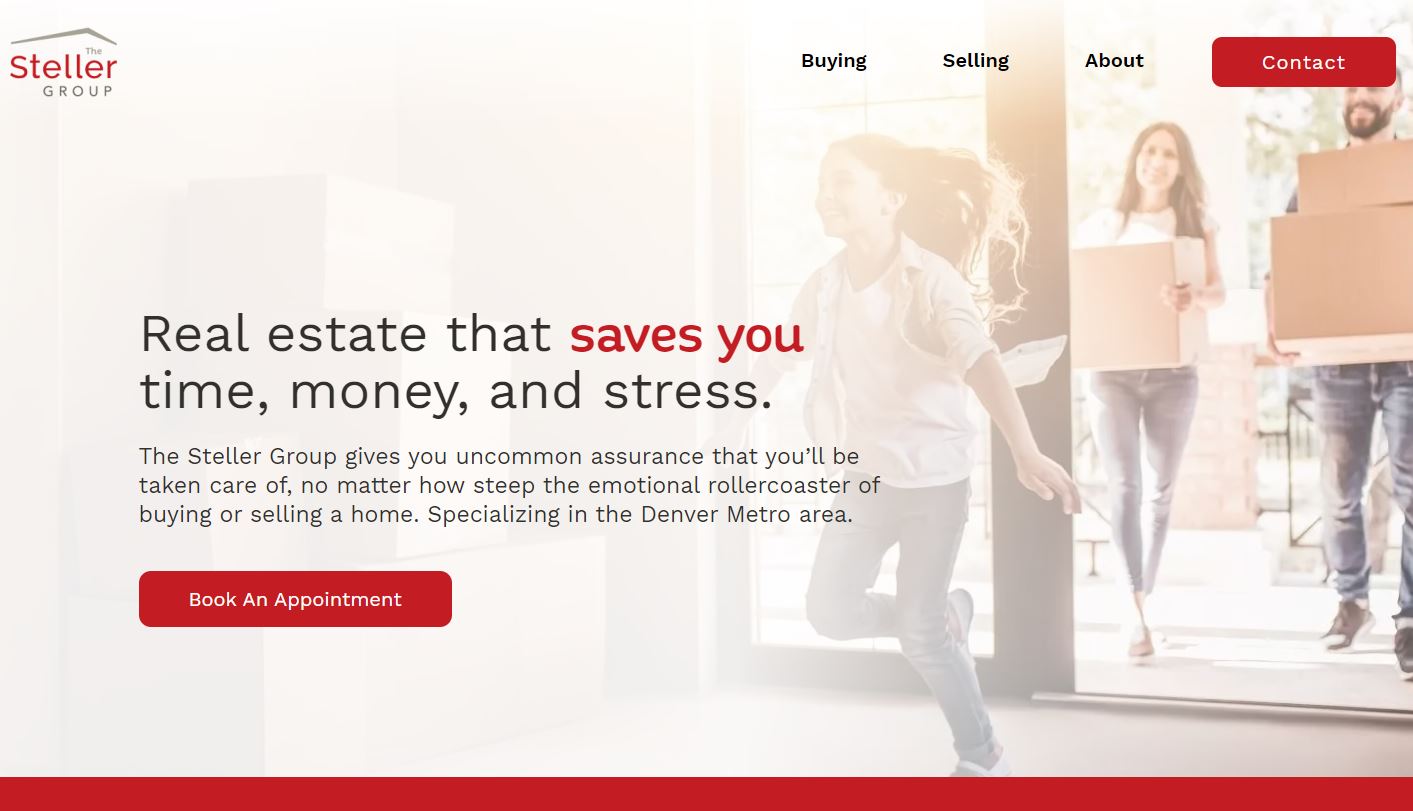 The
Steller
GROUP
Buying
Selling
About
Contact
Real estate that saves you
time, money, and stress.
The Steller Group gives you uncommon assurance that you’ll be
taken care of, no matter how steep the emotional rollercoaster of
buying or selling a home. Specializing in the Denver Metro area.
Book An Appointment